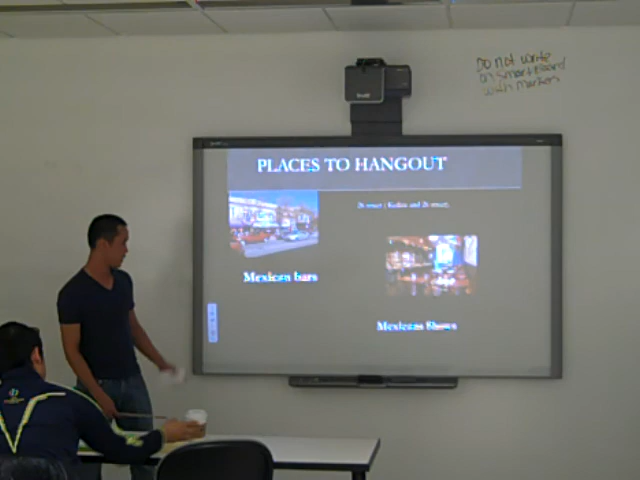 Do not write
on SmartBoard
with markers
PLACES TO HANGOUT
Mexican bars
Mexican Shows